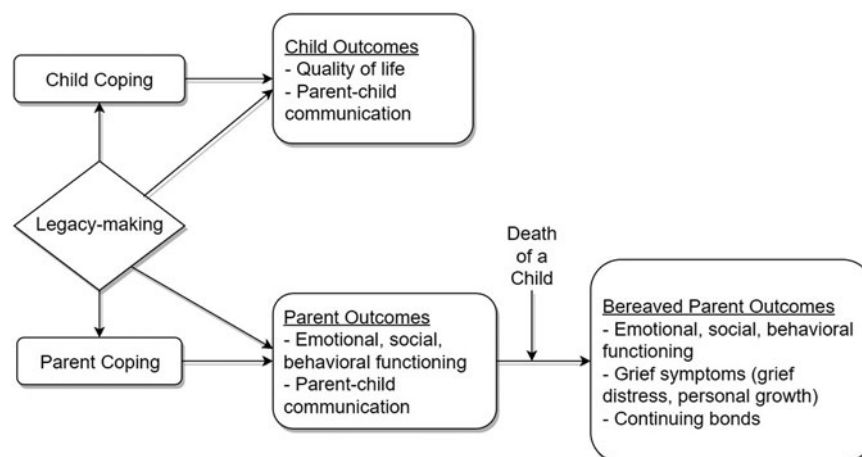 Child Outcomes
- Quality of life
- Parent-child
communication
Child Coping
Legacy-making
Parent Coping
Parent Outcomes
- Emotional, social,
behavioral functioning
- Parent-child
communication
Death
of a
Child
Bereaved Parent Outcomes
- Emotional, social, behavioral
functioning
- Grief symptoms (grief
distress, personal growth)
- Continuing bonds